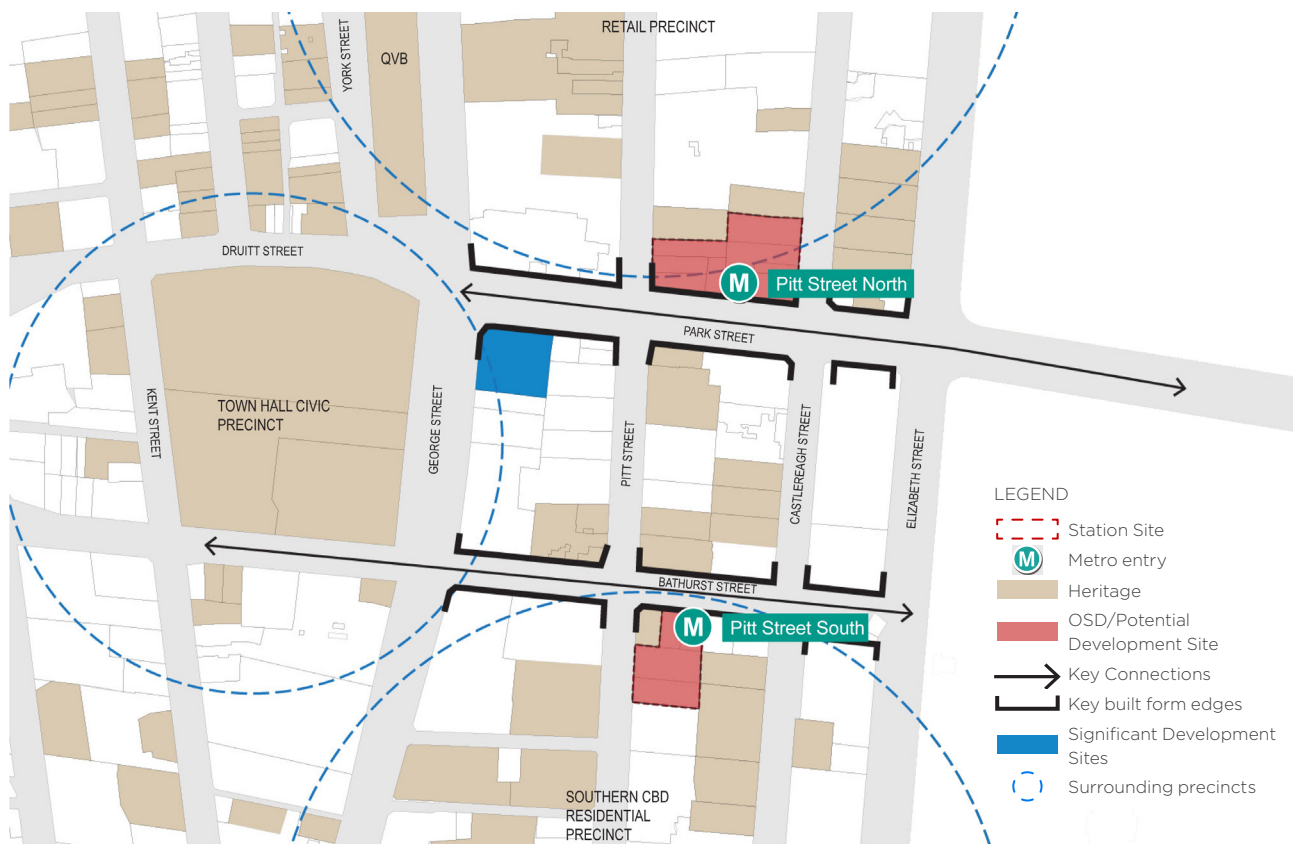 RETAIL PRECINCT
YORK STREET
QVB
DRUITT STREET
M Pitt Street North
PARK STREET
TOWN HALL CIVIC
PRECINCT
KENT STREET
GEORGE STREET
PITT STREET
CASTLEREAGH STREET
ELIZABETH STREET
BATHURST STREET
M Pitt Street South
SOUTHERN CBD
RESIDENTIAL
PRECINCT
LEGEND
Station Site
M Metro entry
Heritage
OSD/Potential
Development Site
Key Connections
Key built form edges
Significant Development
Sites
Surrounding precincts